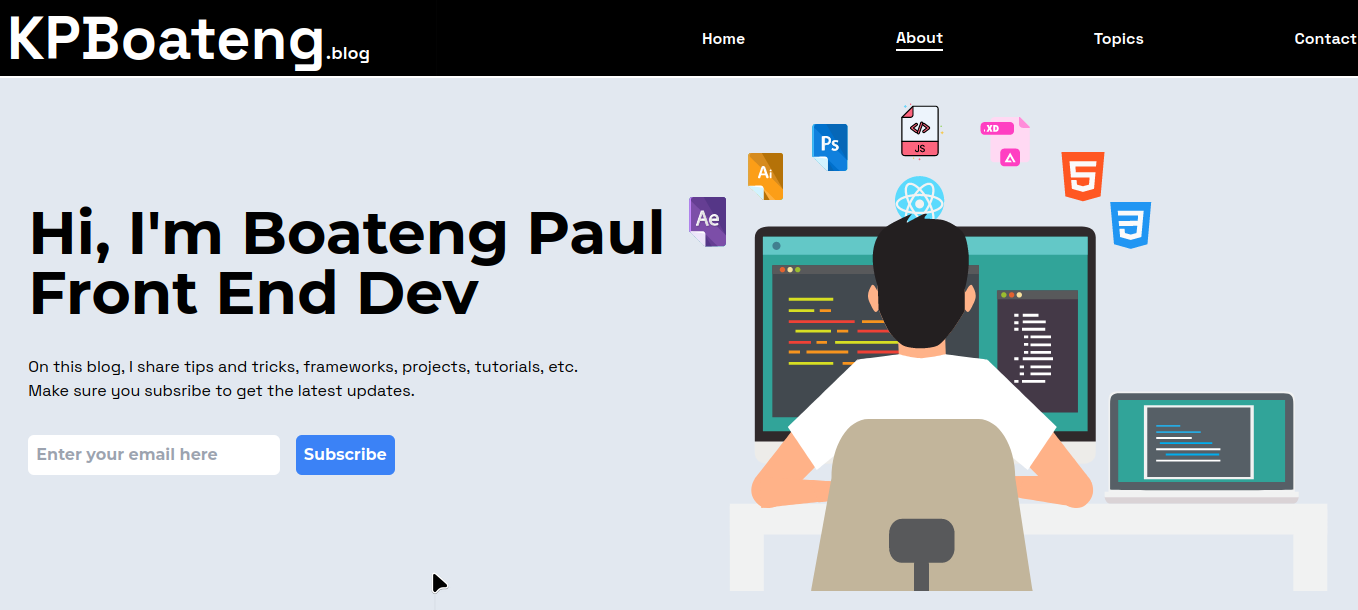 KPBoateng.blog
Home About Topics Contact
Hi, I'm Boateng Paul
Front End Dev
On this blog, I share tips and tricks, frameworks, projects, tutorials, etc.
Make sure you subsribe to get the latest updates.
Enter your email here
Subscribe
Ae
Ai
Ps
</>
JS
.XD
5
3